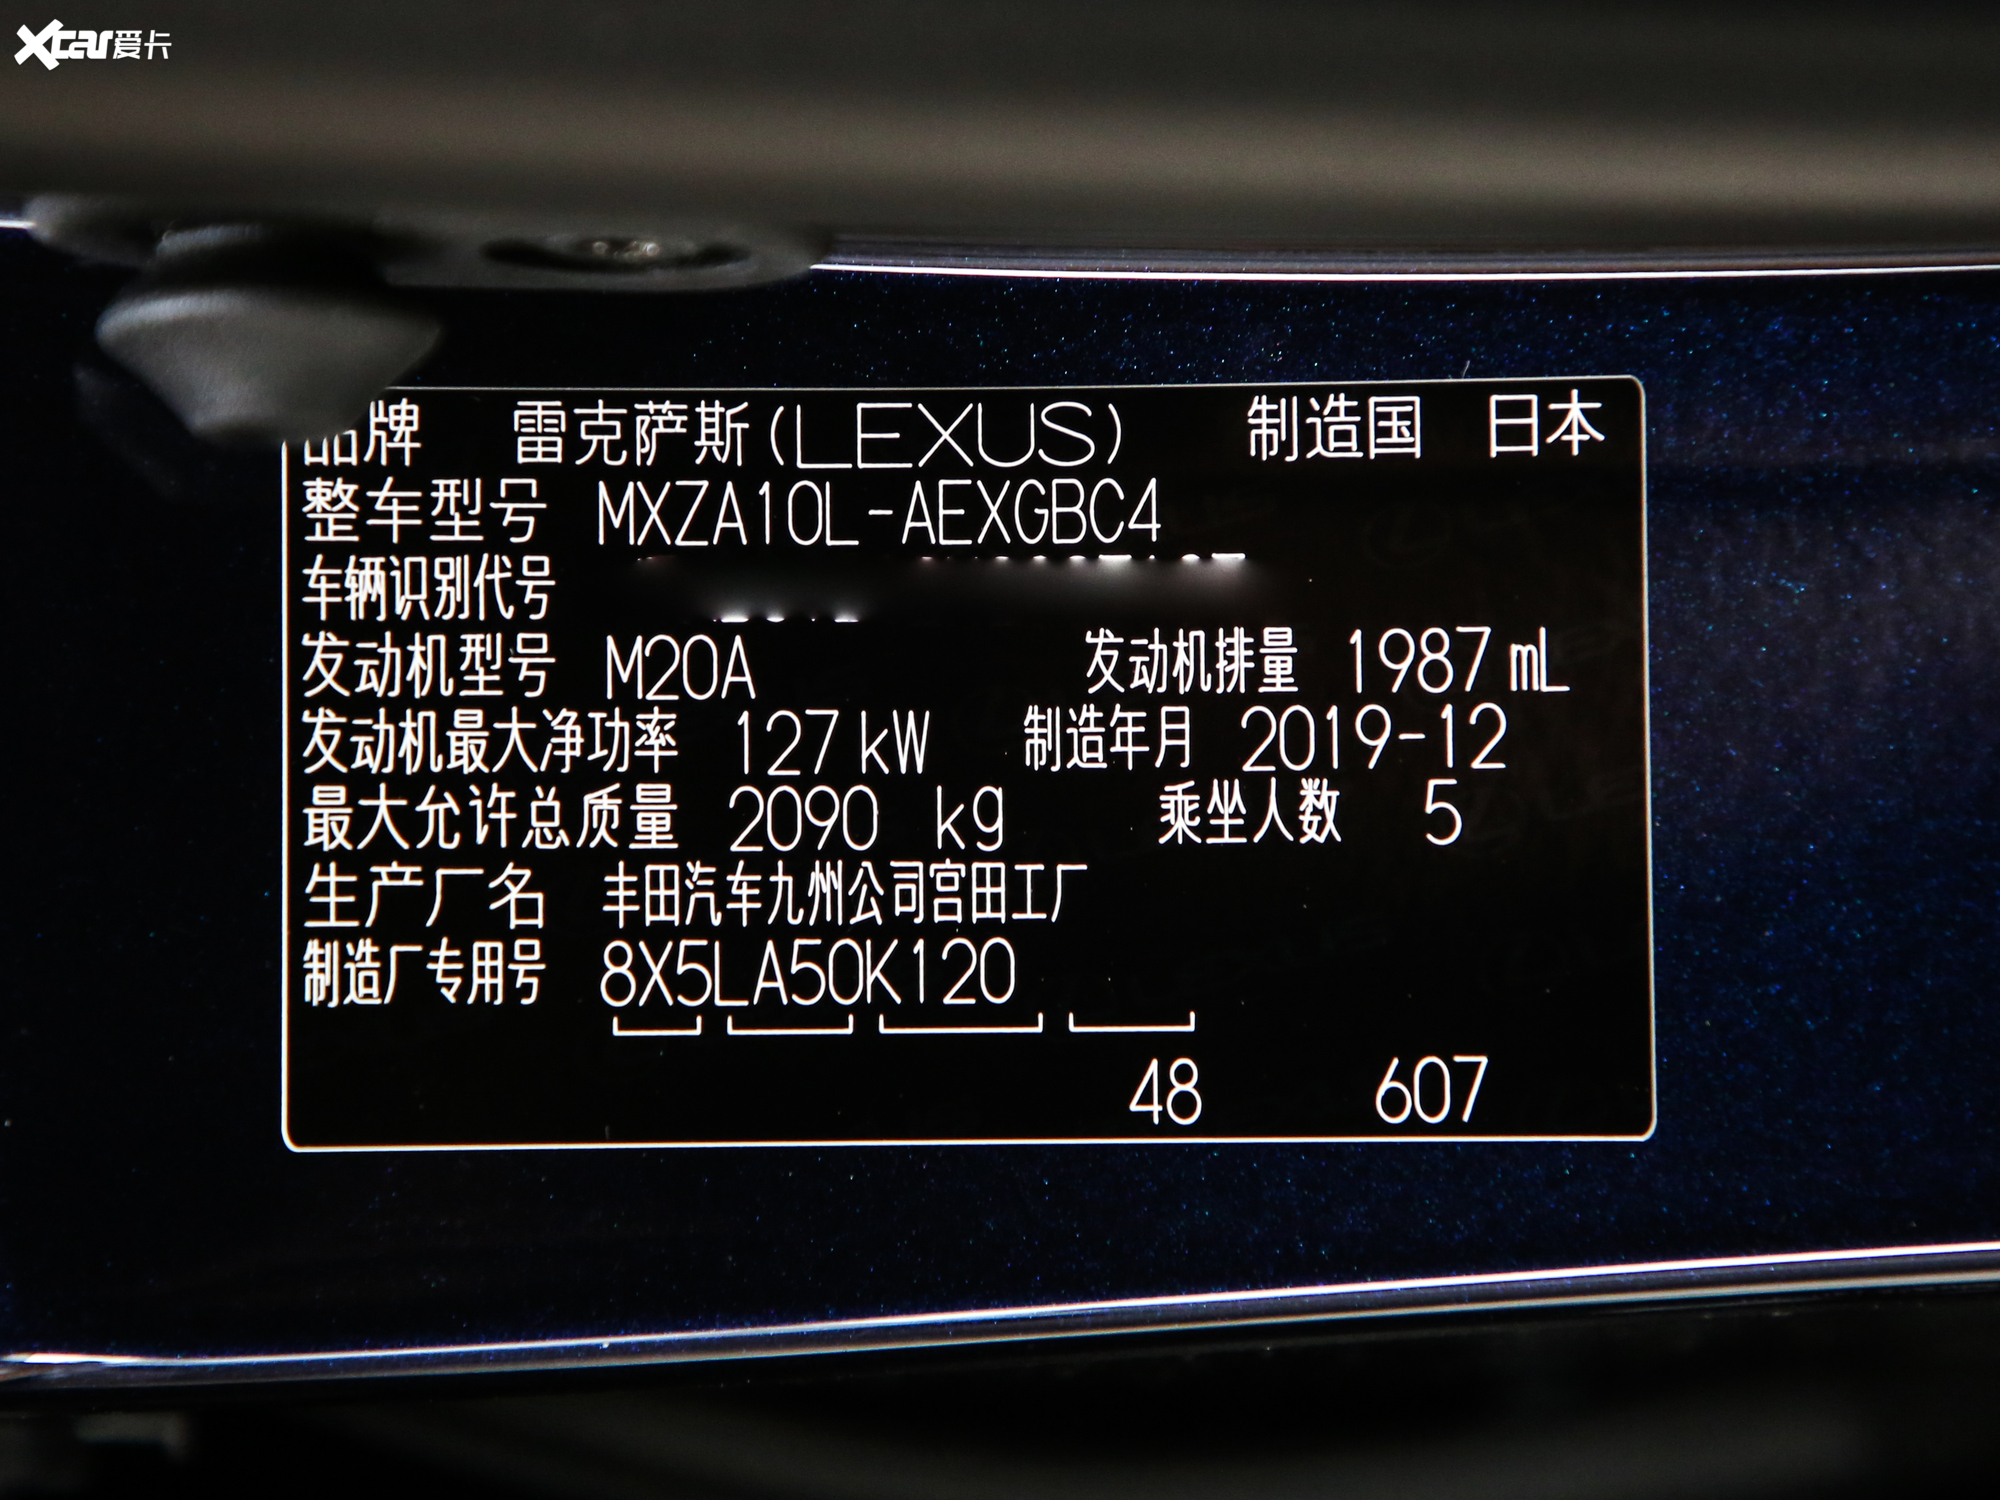 Xcar爱卡
品牌 雷克萨斯(LEXUS) 制造国 日本
整车型号 MXZA10L-AEXGBC4
车辆识别代号
发动机型号 M20A 发动机排量 1987 mL
发动机最大净功率 127 kW 制造年月 2019-12
最大允许总质量 2090 kg 乘坐人数 5
生产厂名 丰田汽车九州公司宫田工厂
制造厂专用号 8X5LA50K120
48 607